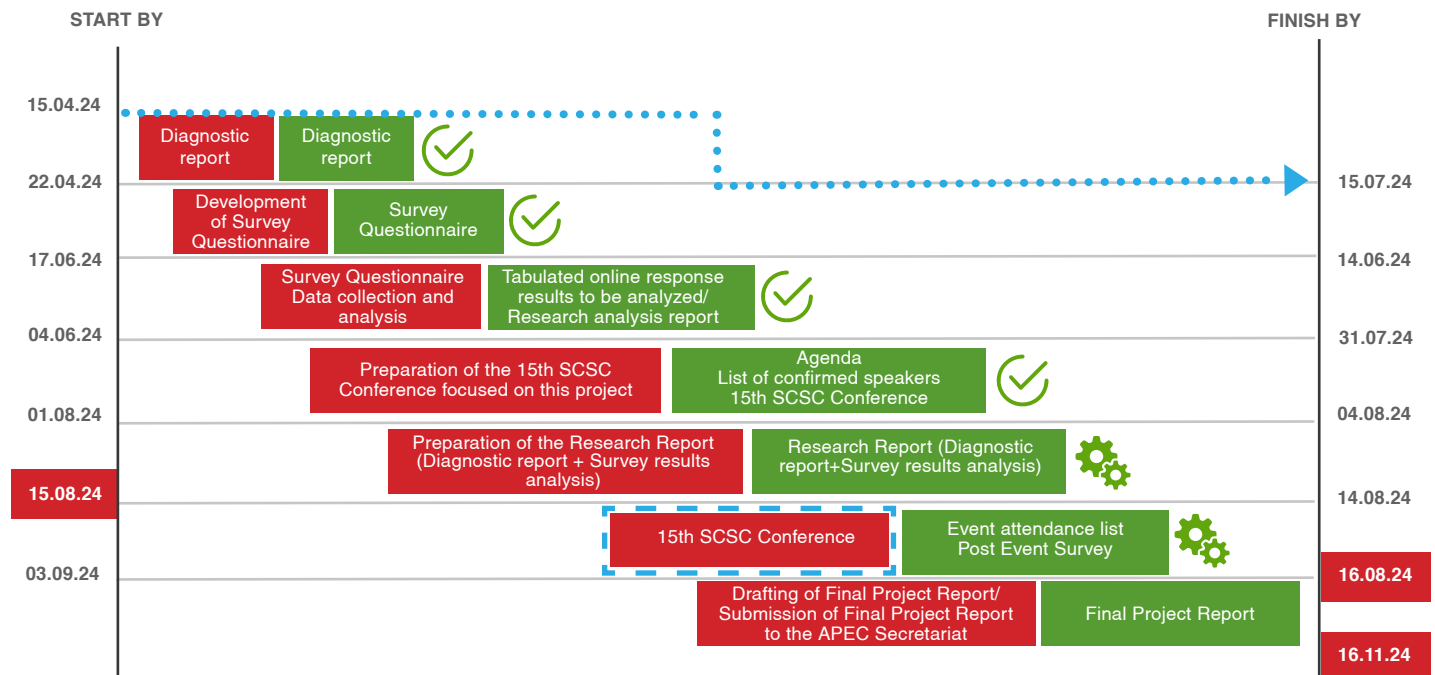 START BY
FINISH BY
15.04.24
Diagnostic
report
Diagnostic
report
22.04.24
15.07.24
Development
of Survey
Questionnaire
Survey
Questionnaire
17.06.24
14.06.24
Survey Questionnaire
Data collection and
analysis
Tabulated online response
results to be analyzed/
Research analysis report
04.06.24
31.07.24
Preparation of the 15th SCSC
Conference focused on this project
Agenda
List of confirmed speakers
15th SCSC Conference
01.08.24
04.08.24
Preparation of the Research Report
(Diagnostic report + Survey results
analysis)
Research Report (Diagnostic
report+Survey results analysis)
15.08.24
14.08.24
15th SCSC Conference
Event attendance list
Post Event Survey
03.09.24
16.08.24
Drafting of Final Project Report/
Submission of Final Project Report
to the APEC Secretariat
Final Project Report
16.11.24